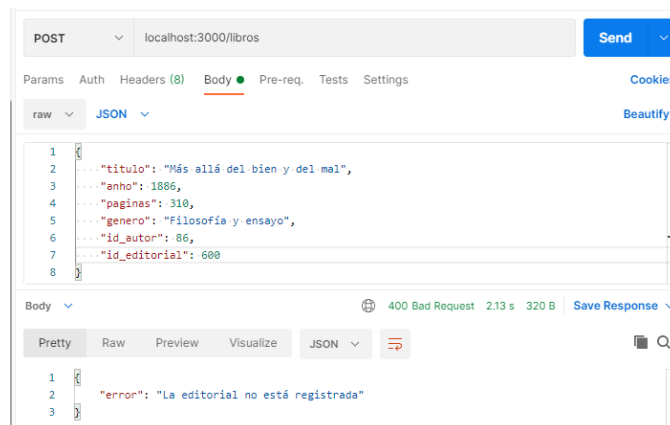 POST localhost:3000/libros Send
Params Auth Headers (8) Body Pre-req. Tests Settings Cookies
raw JSON Beautify
1 {
2 "titulo": "Más allá del bien y del mal",
3 "anho": 1886,
4 "paginas": 310,
5 "genero": "Filosofía y ensayo",
6 "id_autor": 86,
7 "id_editorial": 600
8 }
Body 400 Bad Request 2.13 s 320 B Save Response
Pretty Raw Preview Visualize JSON
1 {
2 "error": "La editorial no está registrada"
3 }